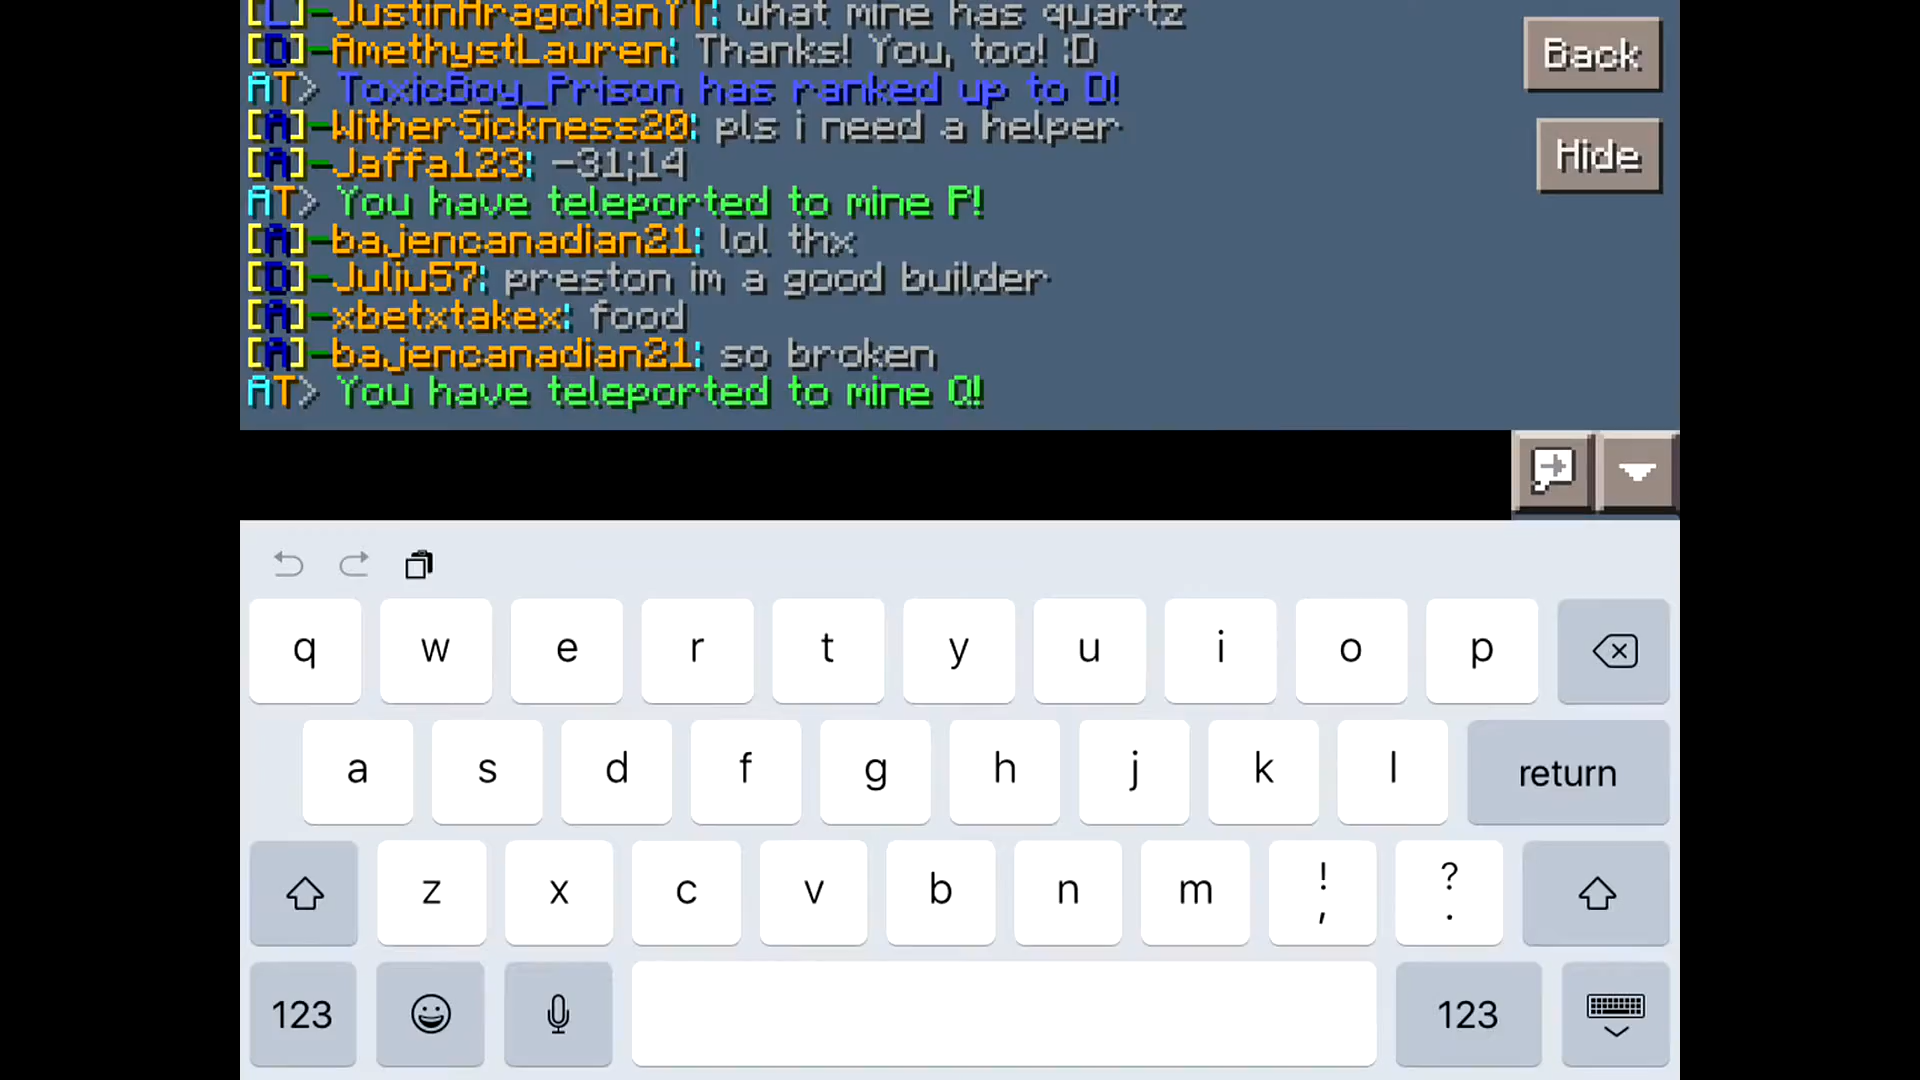 [L]-JustinAragoManYT: what mine has quartz
[D]-AmethystLauren: Thanks! You, too! :D
AT> ToxicBoy_Prison has ranked up to D!
[A]-WitherSickness20: pls i need a helper
[A]-Jaffa123: -31;14
AT> You have teleported to mine P!
[A]-bajencanadian21: lol thx
[D]-Juliu57: preston im a good builder
[A]-xbetxtakex: food
[A]-bajencanadian21: so broken
AT> You have teleported to mine Q!
Back
Hide
q w e r t y u i o p
a s d f g h j k l return
z x c v b n m ! , ? .
123 123